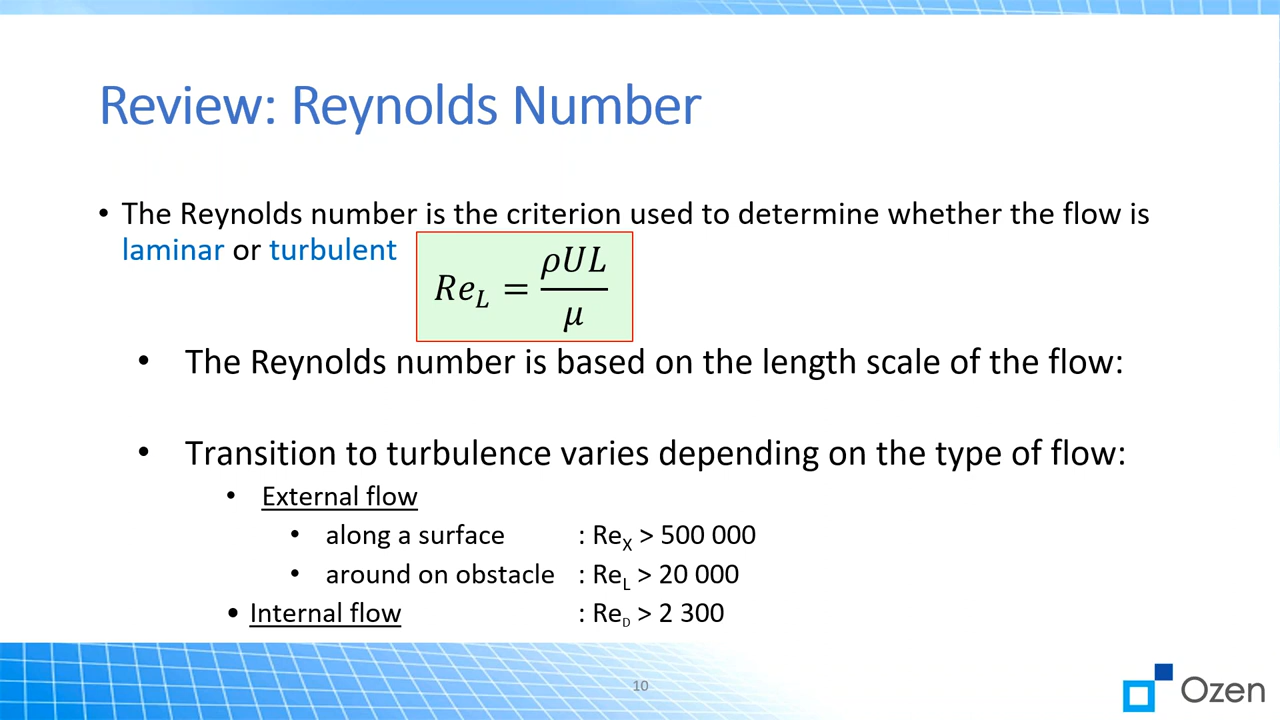 Review: Reynolds Number
• The Reynolds number is the criterion used to determine whether the flow is
laminar or turbulent
Re_L = ρUL / μ
• The Reynolds number is based on the length scale of the flow:
• Transition to turbulence varies depending on the type of flow:
• External flow
• along a surface : Re_X > 500 000
• around on obstacle : Re_L > 20 000
• Internal flow : Re_D > 2 300
10
Ozen